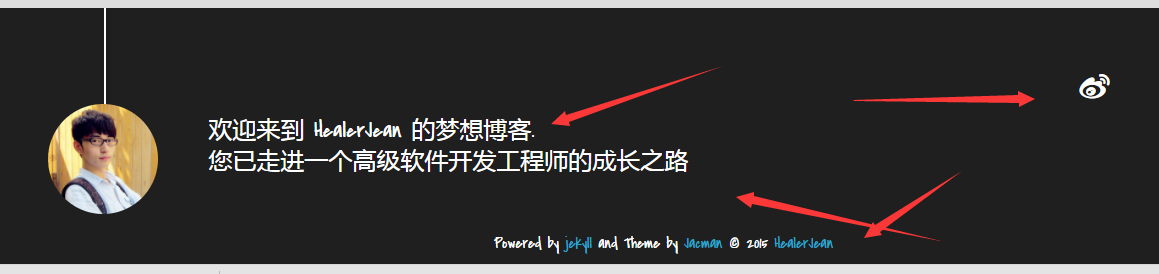 欢迎来到 HealerJean 的梦想博客.
您已走进一个高级软件开发工程师的成长之路
Powered by jekyll and Theme by Jacman © 2015 HealerJean